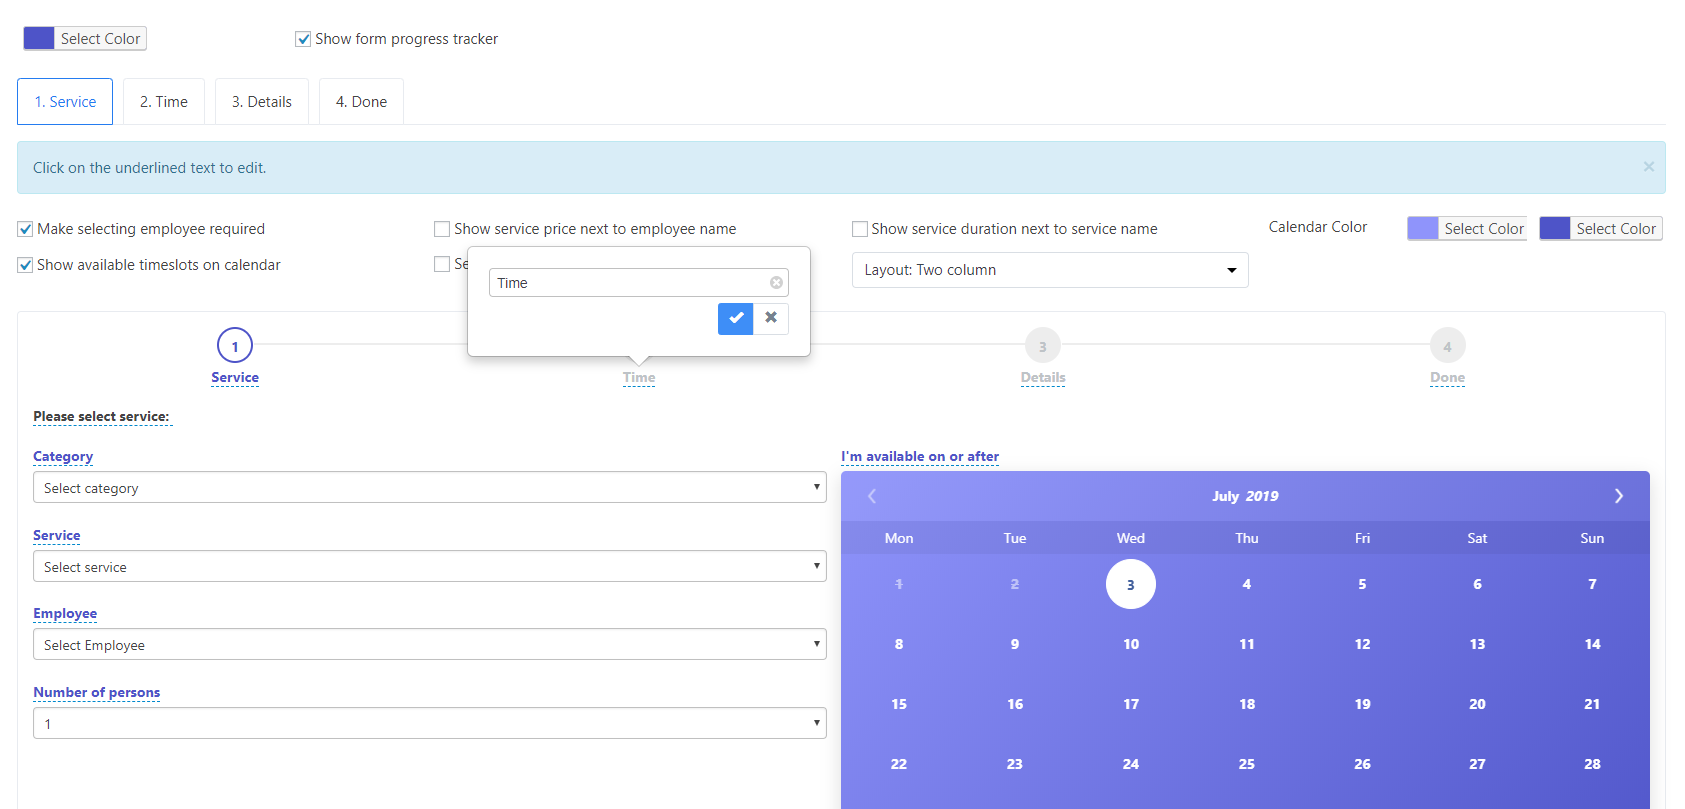 Select Color
Show form progress tracker
1. Service
2. Time
3. Details
4. Done
Click on the underlined text to edit.
Make selecting employee required
Show service price next to employee name
Show service duration next to service name
Calendar Color
Select Color
Select Color
Show available timeslots on calendar
Se
Layout: Two column
Time
1
3
4
Service
Time
Details
Done
Please select service:
Category
Select category
Service
Select service
Employee
Select Employee
Number of persons
1
I'm available on or after
July 2019
Mon Tue Wed Thu Fri Sat Sun
1 2 3 4 5 6 7
8 9 10 11 12 13 14
15 16 17 18 19 20 21
22 23 24 25 26 27 28